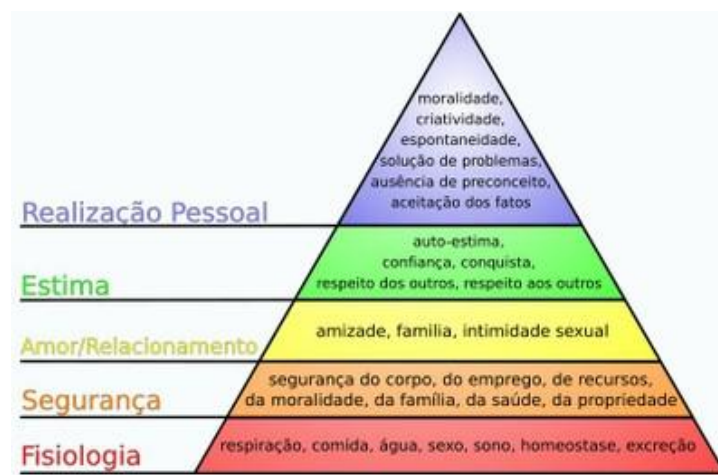 moralidade,
criatividade,
espontaneidade,
solução de problemas,
ausência de preconceito,
aceitação dos fatos
Realização Pessoal
auto-estima,
confiança, conquista,
respeito dos outros, respeito aos outros
Estima
amizade, familia, intimidade sexual
Amor/Relacionamento
segurança do corpo, do emprego, de recursos,
da moralidade, da família, da saúde, da propriedade
Segurança
respiração, comida, água, sexo, sono, homeostase, excreção
Fisiologia